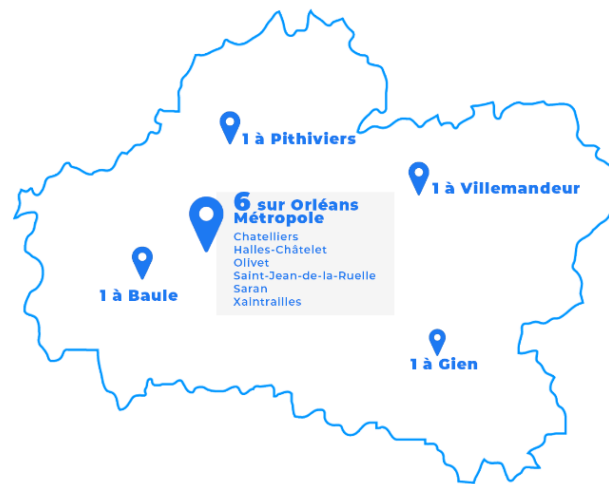 1 à Pithiviers
1 à Villemandeur
6 sur Orléans
Métropole
Chatelliers
Halles-Châtelet
Olivet
Saint-Jean-de-la-Ruelle
Saran
Xaintrailles
1 à Baule
1 à Gien